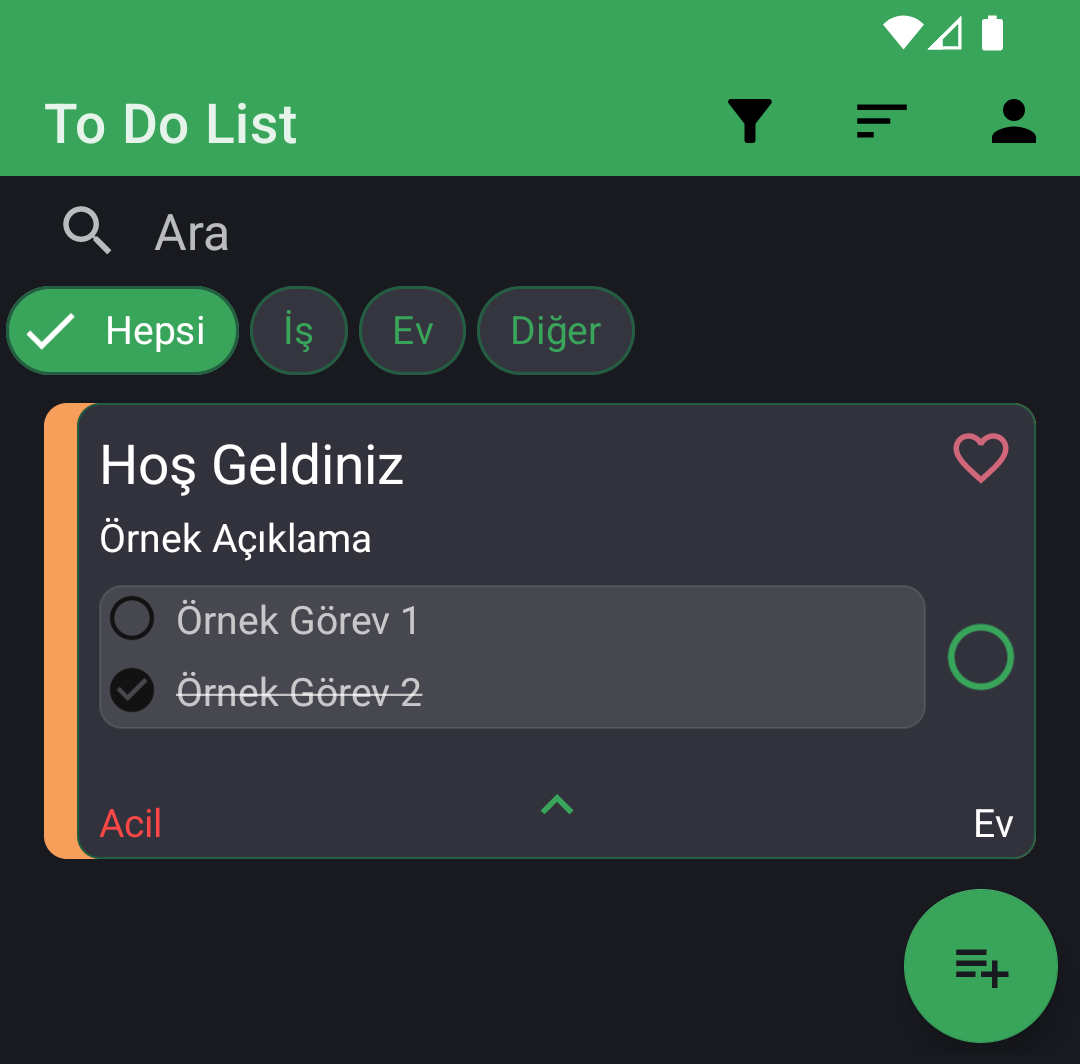 To Do List
Ara
Hepsi İş Ev Diğer
Hoş Geldiniz
Örnek Açıklama
Örnek Görev 1
Örnek Görev 2
Acil Ev